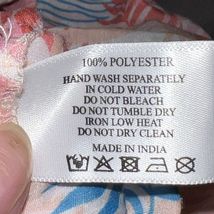 100% POLYESTER
HAND WASH SEPARATELY
IN COLD WATER
DO NOT BLEACH
DO NOT TUMBLE DRY
IRON LOW HEAT
DO NOT DRY CLEAN
MADE IN INDIA